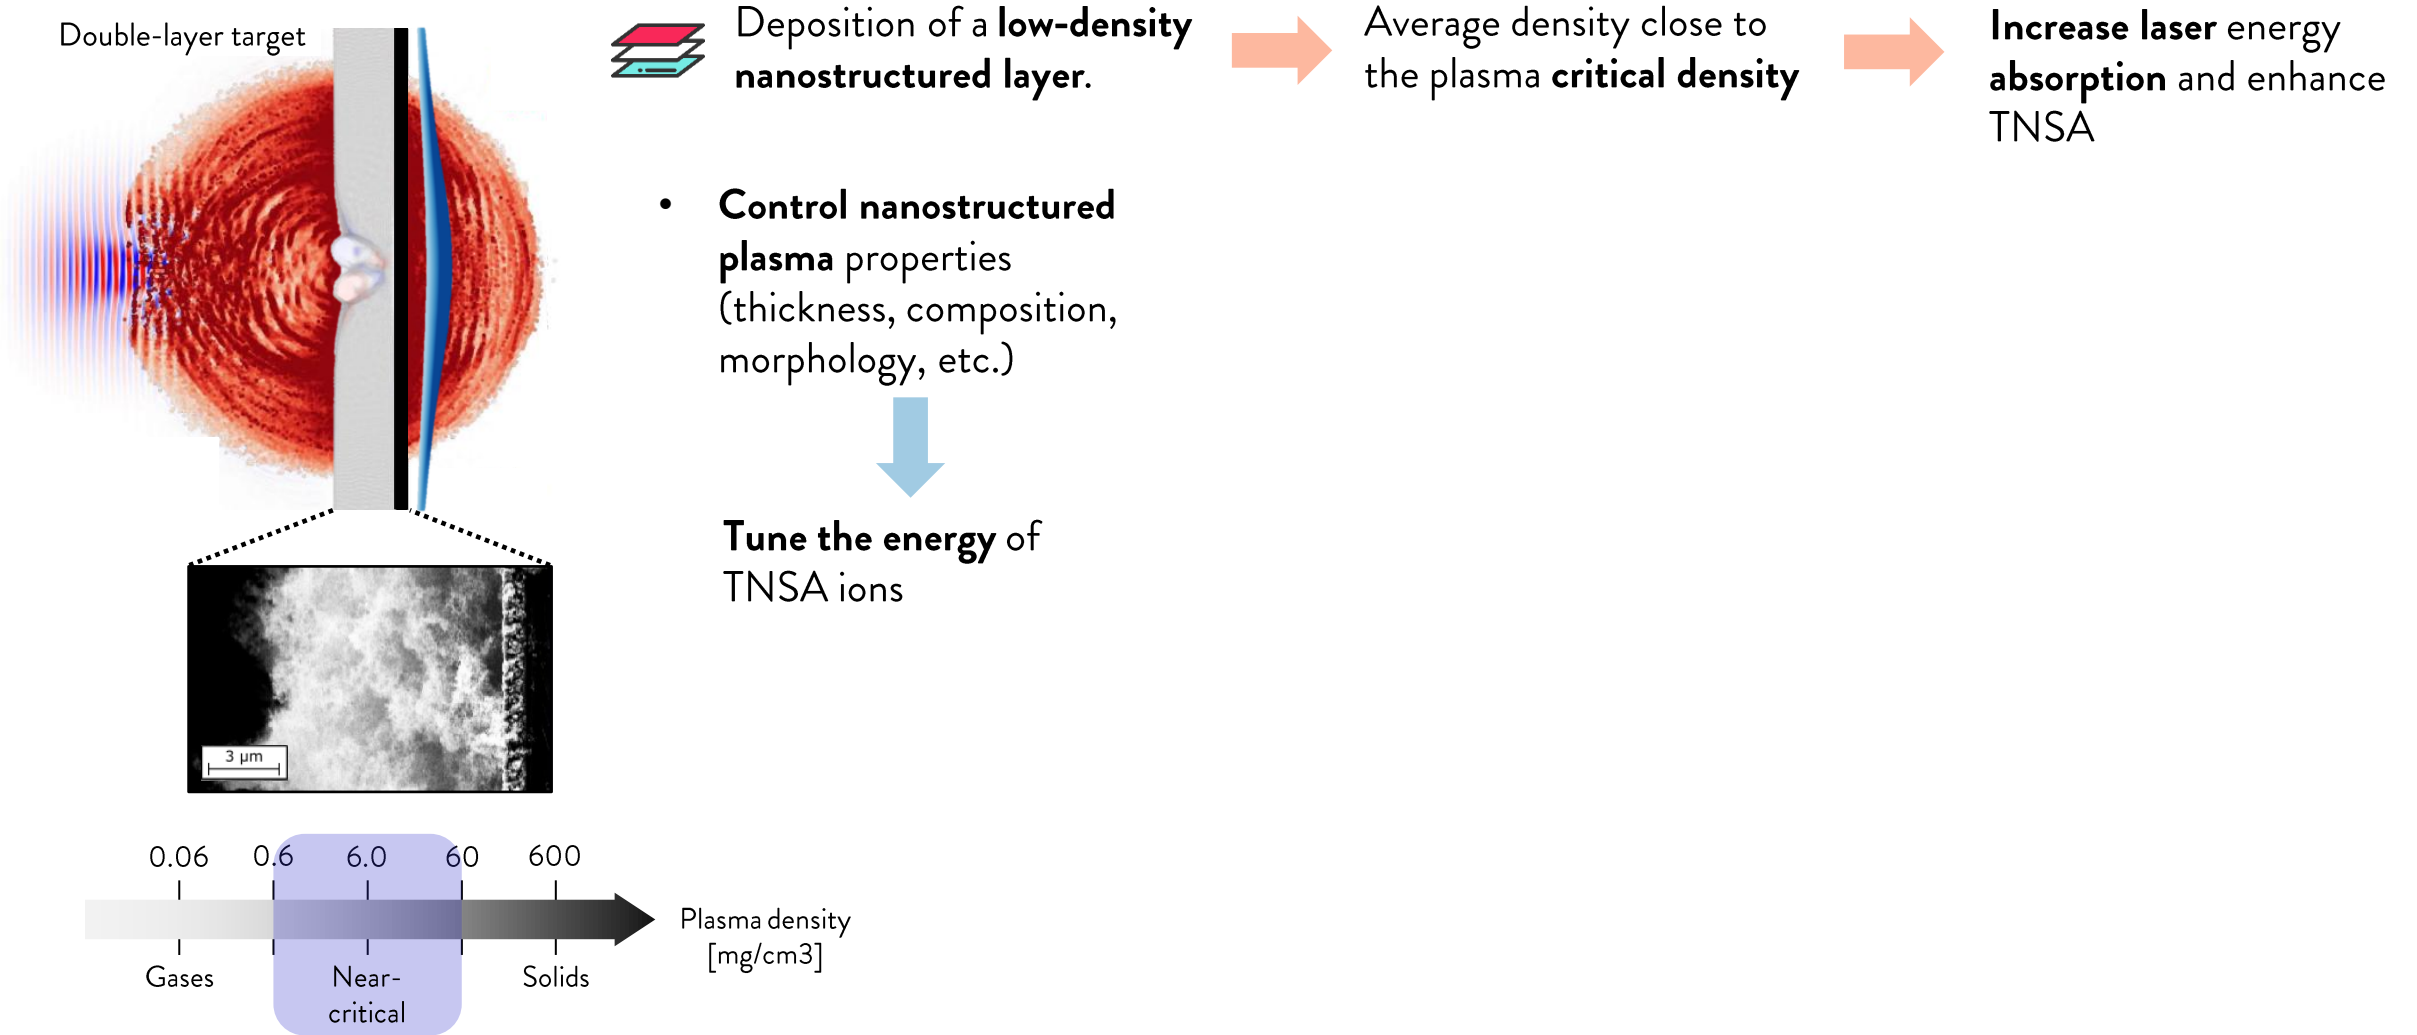 Double-layer target
Deposition of a low-density
nanostructured layer.
Average density close to
the plasma critical density
Increase laser energy
absorption and enhance
TNSA
• Control nanostructured
plasma properties
(thickness, composition,
morphology, etc.)
Tune the energy of
TNSA ions
3 µm
0.06 0.6 6.0 60 600
Plasma density
[mg/cm3]
Gases Near-
critical Solids